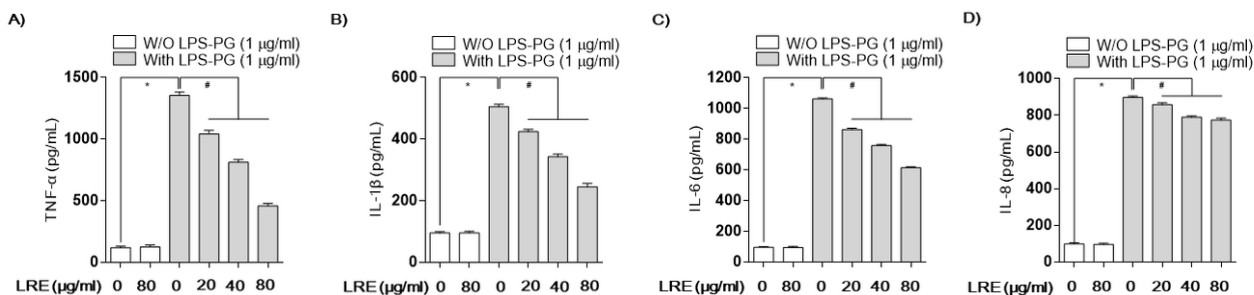 A)
W/O LPS-PG (1 µg/ml)
With LPS-PG (1 µg/ml)
TNF-α (pg/mL)
1500
1000
500
0
* #
LRE (µg/ml) 0 80 0 20 40 80
B)
W/O LPS-PG (1 µg/ml)
With LPS-PG (1 µg/ml)
IL-1β (pg/mL)
600
400
200
0
* #
LRE (µg/ml) 0 80 0 20 40 80
C)
W/O LPS-PG (1 µg/ml)
With LPS-PG (1 µg/ml)
IL-6 (pg/mL)
1200
1000
800
600
400
200
0
* #
LRE (µg/ml) 0 80 0 20 40 80
D)
W/O LPS-PG (1 µg/ml)
With LPS-PG (1 µg/ml)
IL-8 (pg/mL)
1000
800
600
400
200
0
* #
LRE (µg/ml) 0 80 0 20 40 80